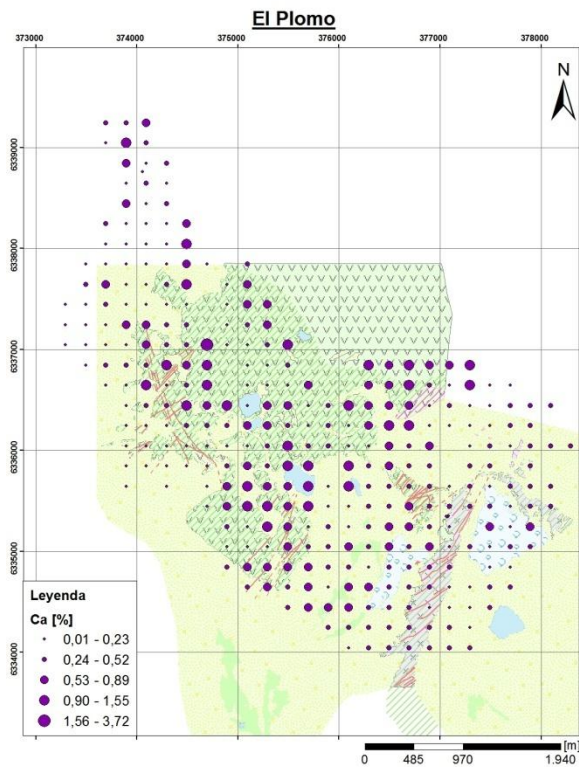 El Plomo
373000 374000 375000 376000 377000 378000
N
6339000
6338000
6337000
6336000
6335000
6334000
Leyenda
Ca [%]
0,01 - 0,23
0,24 - 0,52
0,53 - 0,89
0,90 - 1,55
1,56 - 3,72
[m]
0 485 970 1.940